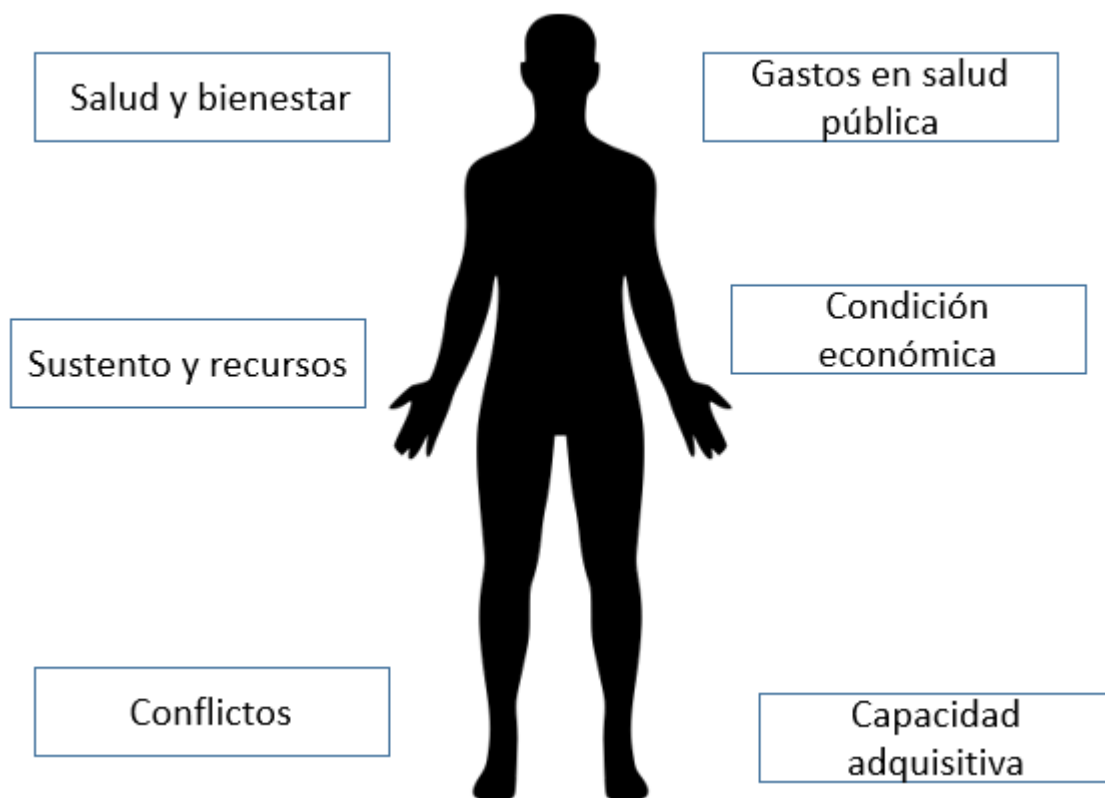 Salud y bienestar
Gastos en salud
pública
Sustento y recursos
Condición
económica
Conflictos
Capacidad
adquisitiva